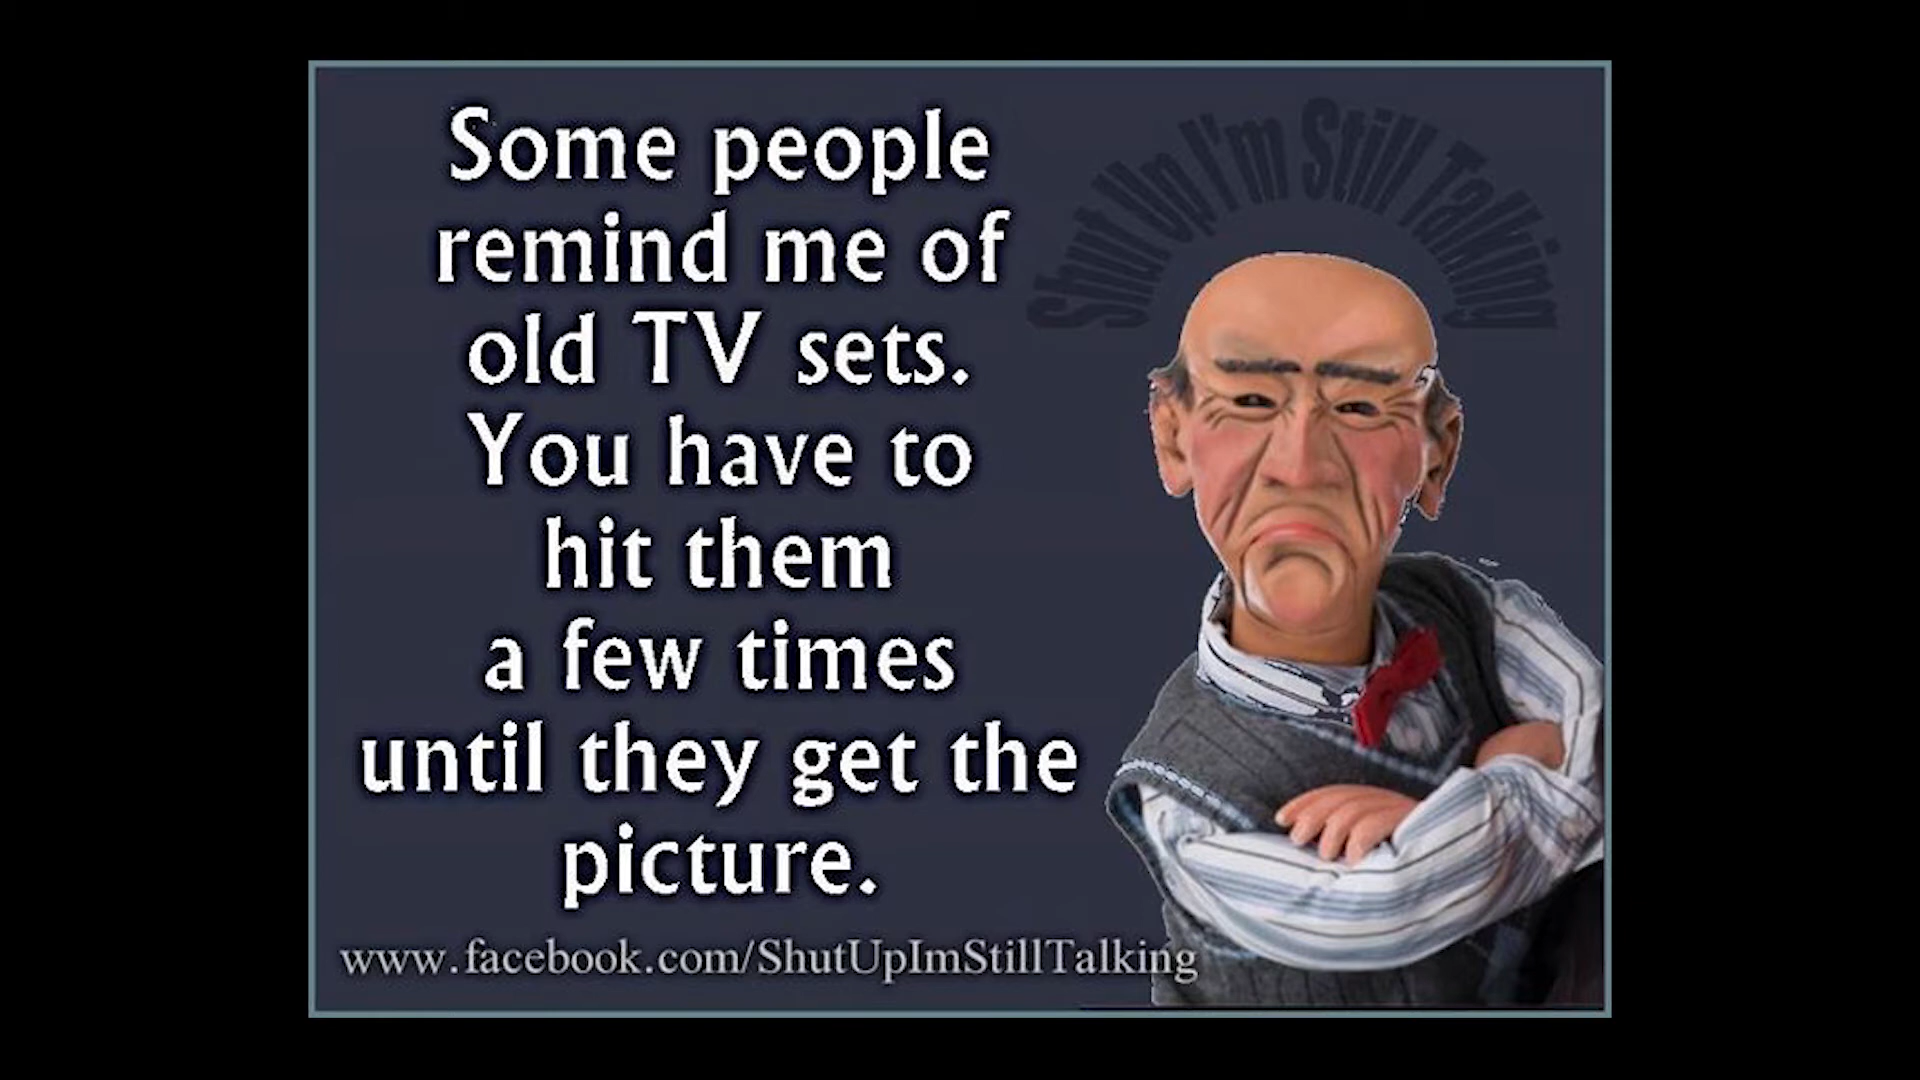 Shut Up I'm Still Talking
Some people
remind me of
old TV sets.
You have to
hit them
a few times
until they get the
picture.
www.facebook.com/ShutUpImStillTalking